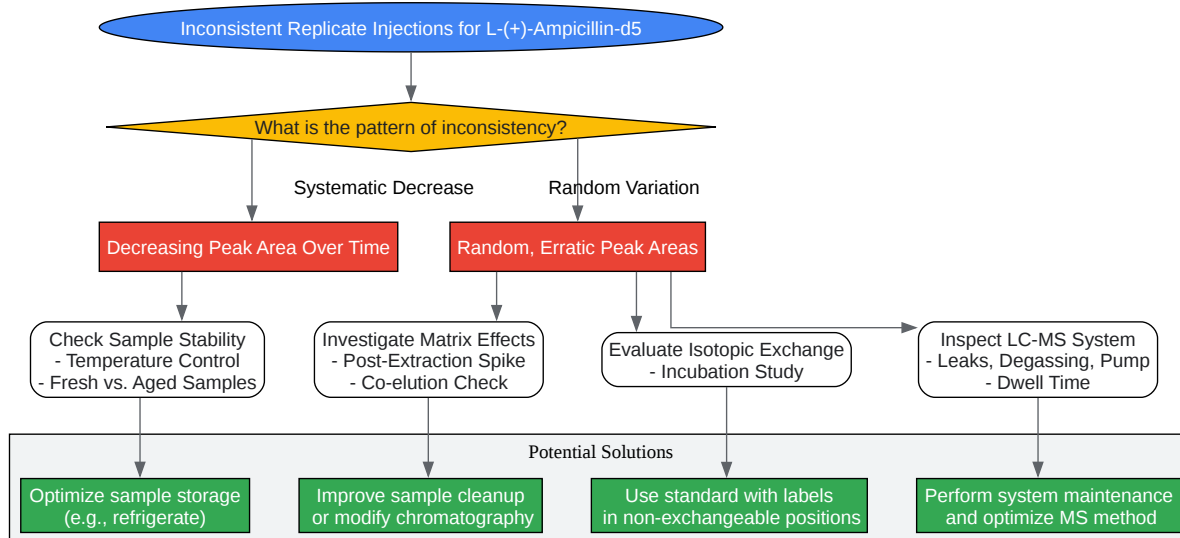 Inconsistent Replicate Injections for L-(+)-Ampicillin-d5
What is the pattern of inconsistency?
Systematic Decrease
Random Variation
Decreasing Peak Area Over Time
Random, Erratic Peak Areas
Check Sample Stability
- Temperature Control
- Fresh vs. Aged Samples
Investigate Matrix Effects
- Post-Extraction Spike
- Co-elution Check
Evaluate Isotopic Exchange
- Incubation Study
Inspect LC-MS System
- Leaks, Degassing, Pump
- Dwell Time
Potential Solutions
Optimize sample storage
(e.g., refrigerate)
Improve sample cleanup
or modify chromatography
Use standard with labels
in non-exchangeable positions
Perform system maintenance
and optimize MS method